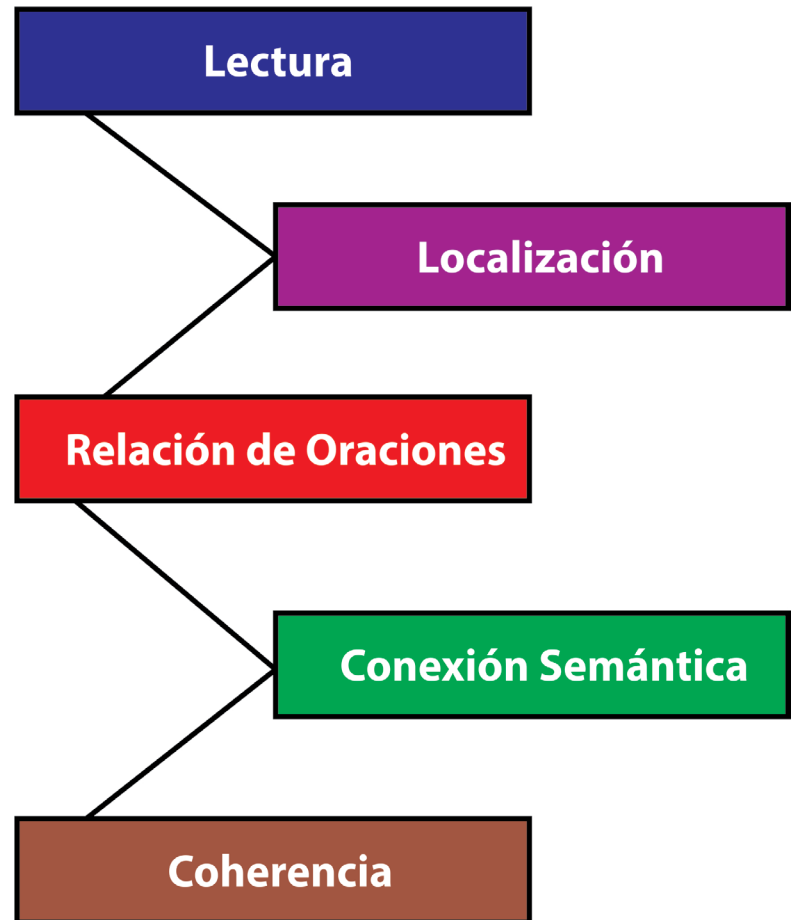 Lectura
Localización
Relación de Oraciones
Conexión Semántica
Coherencia